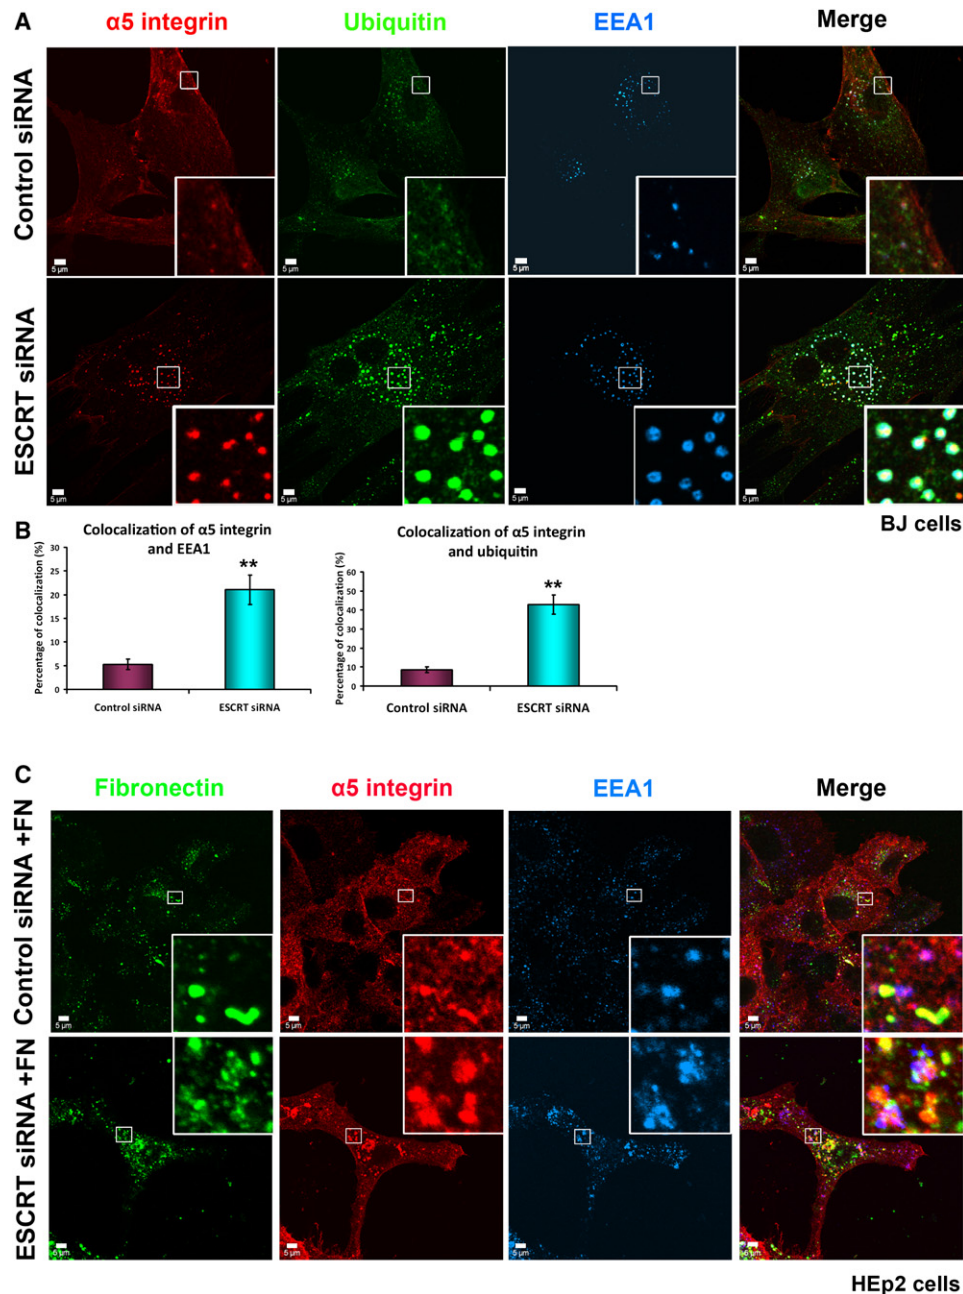 A
α5 integrin
Ubiquitin
EEA1
Merge
Control siRNA
5 µm
5 µm
5 µm
5 µm
ESCRT siRNA
5 µm
5 µm
5 µm
5 µm
BJ cells
B
Colocalization of α5 integrin
and EEA1
Percentage of colocalization (%)
30
25
20
15
10
5
0
**
Control siRNA
ESCRT siRNA
Colocalization of α5 integrin
and ubiquitin
Percentage of colocalization (%)
60
50
40
30
20
10
0
**
Control siRNA
ESCRT siRNA
C
Fibronectin
α5 integrin
EEA1
Merge
Control siRNA +FN
5 µm
5 µm
5 µm
5 µm
ESCRT siRNA +FN
5 µm
5 µm
5 µm
5 µm
HEp2 cells